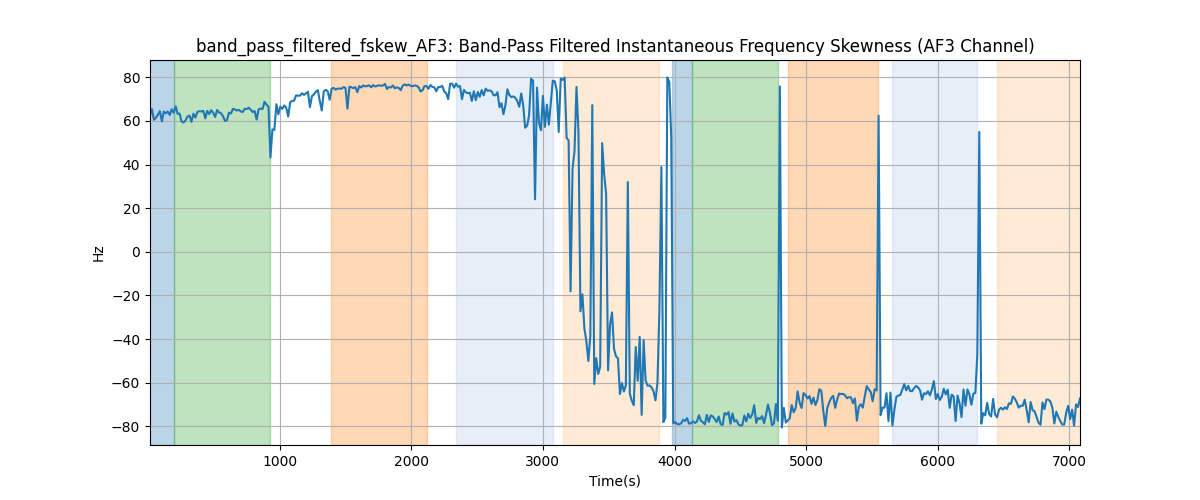 band_pass_filtered_fskew_AF3: Band-Pass Filtered Instantaneous Frequency Skewness (AF3 Channel)
80
60
40
20
0
−20
−40
−60
−80
Hz
1000 2000 3000 4000 5000 6000 7000
Time(s)